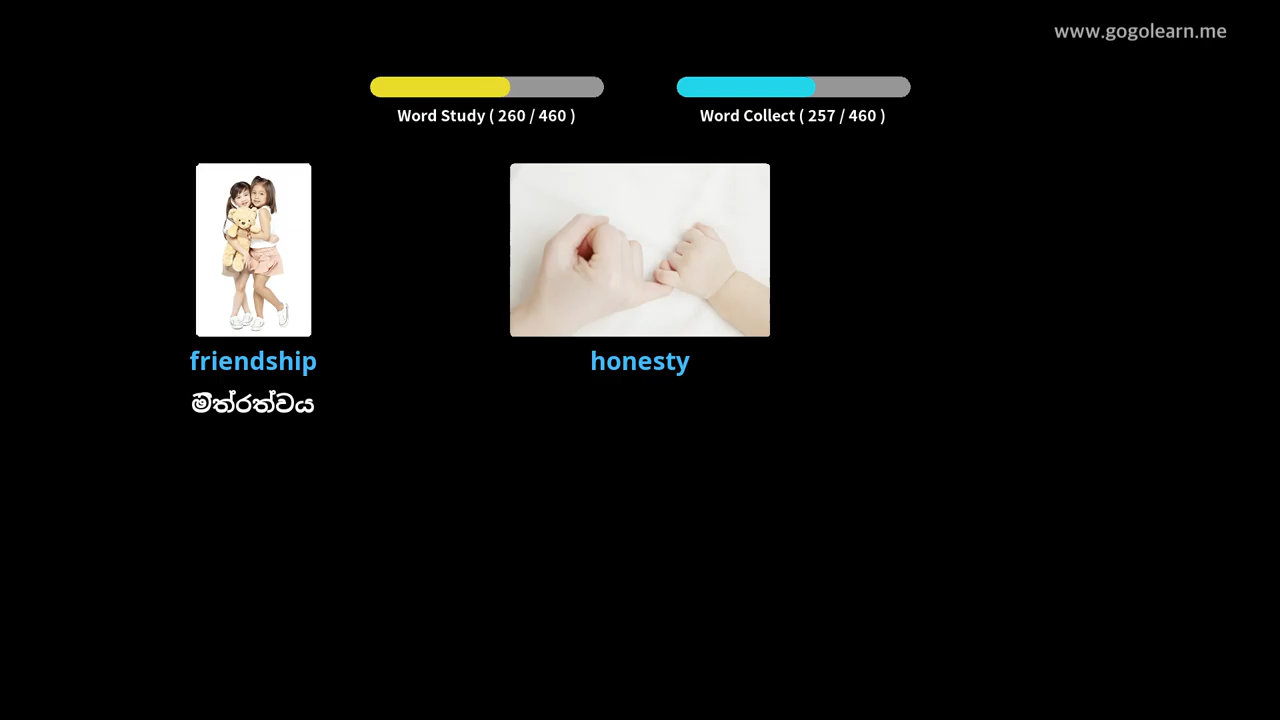 www.gogolearn.me
Word Study ( 260 / 460 )
Word Collect ( 257 / 460 )
friendship
honesty
මිත්රත්වය